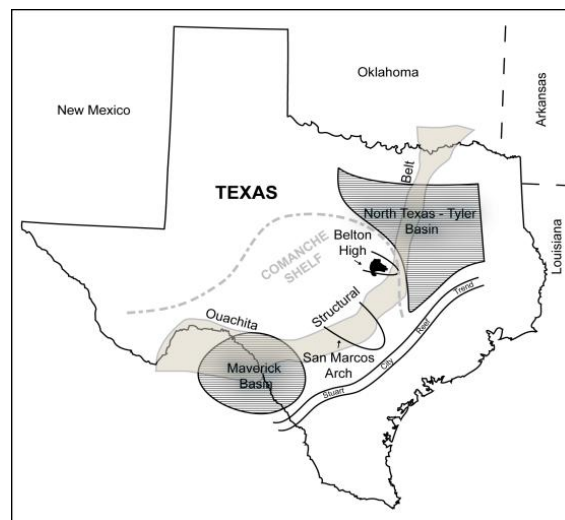 Oklahoma
New Mexico
Arkansas
Belt
TEXAS
North Texas - Tyler
Basin
Belton
High
Louisiana
COMANCHE
SHELF
Structural
Ouachita
San Marcos
Arch
Maverick
Basin
Stuart City Reef Trend